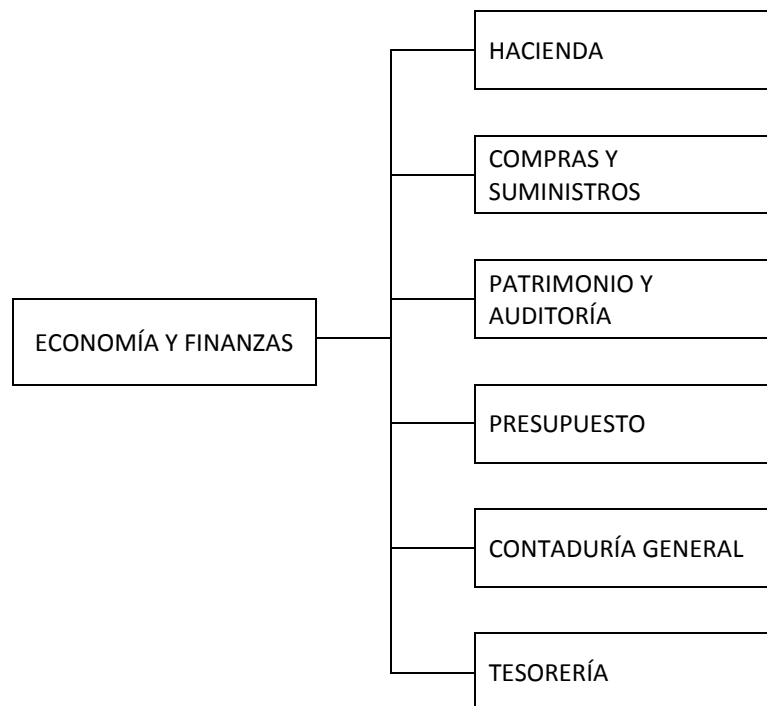 HACIENDA
COMPRAS Y
SUMINISTROS
PATRIMONIO Y
AUDITORÍA
ECONOMÍA Y FINANZAS
PRESUPUESTO
CONTADURÍA GENERAL
TESORERÍA